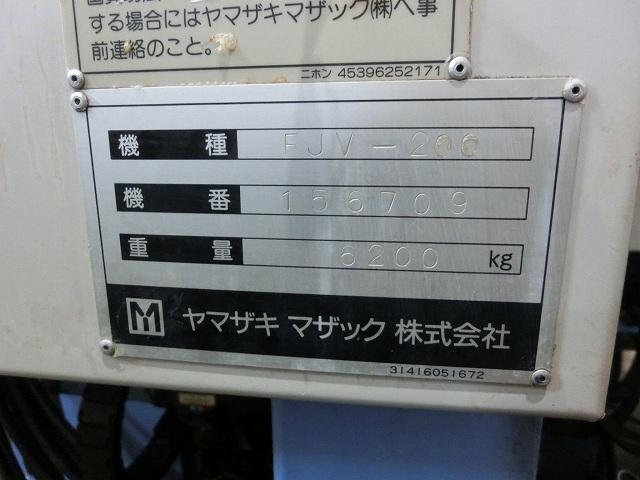 する場合にはヤマザキマザック(株)へ事
前連絡のこと。
ニホン 45396252171
機種 FJV-200
機番 156709
重量 6200 kg
M ヤマザキ マザック 株式会社
31416051672